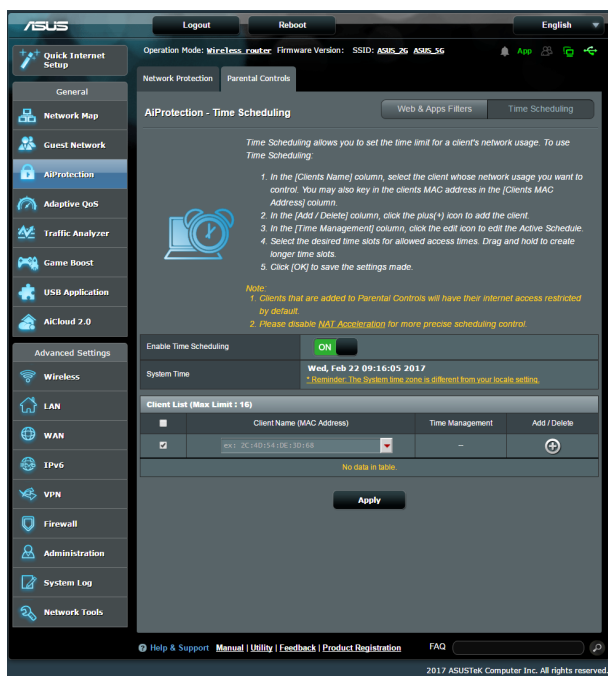 ASUS
Logout
Reboot
English
Quick Internet
Setup
Operation Mode: Wireless router Firmware Version: SSID: ASUS_2G ASUS_5G
App
Network Protection
Parental Controls
General
Network Map
Guest Network
AiProtection
Adaptive QoS
Traffic Analyzer
Game Boost
USB Application
AiCloud 2.0
Advanced Settings
Wireless
LAN
WAN
IPv6
VPN
Firewall
Administration
System Log
Network Tools
AiProtection - Time Scheduling
Web & Apps Filters
Time Scheduling
Time Scheduling allows you to set the time limit for a client's network usage. To use
Time Scheduling:
1. In the [Clients Name] column, select the client whose network usage you want to
control. You may also key in the clients MAC address in the [Clients MAC
Address] column.
2. In the [Add / Delete] column, click the plus(+) icon to add the client.
3. In the [Time Management] column, click the edit icon to edit the Active Schedule.
4. Select the desired time slots for allowed access times. Drag and hold to create
longer time slots.
5. Click [OK] to save the settings made.
Note:
1. Clients that are added to Parental Controls will have their internet access restricted
by default.
2. Please disable NAT Acceleration for more precise scheduling control.
Enable Time Scheduling
ON
System Time
Wed, Feb 22 09:16:05 2017
* Reminder: The System time zone is different from your locale setting.
Client List (Max Limit : 16)
Client Name (MAC Address)
Time Management
Add / Delete
ex: 2C:4D:54:DE:3D:68
–
No data in table.
Apply
Help & Support Manual | Utility | Feedback | Product Registration
FAQ
2017 ASUSTeK Computer Inc. All rights reserved.